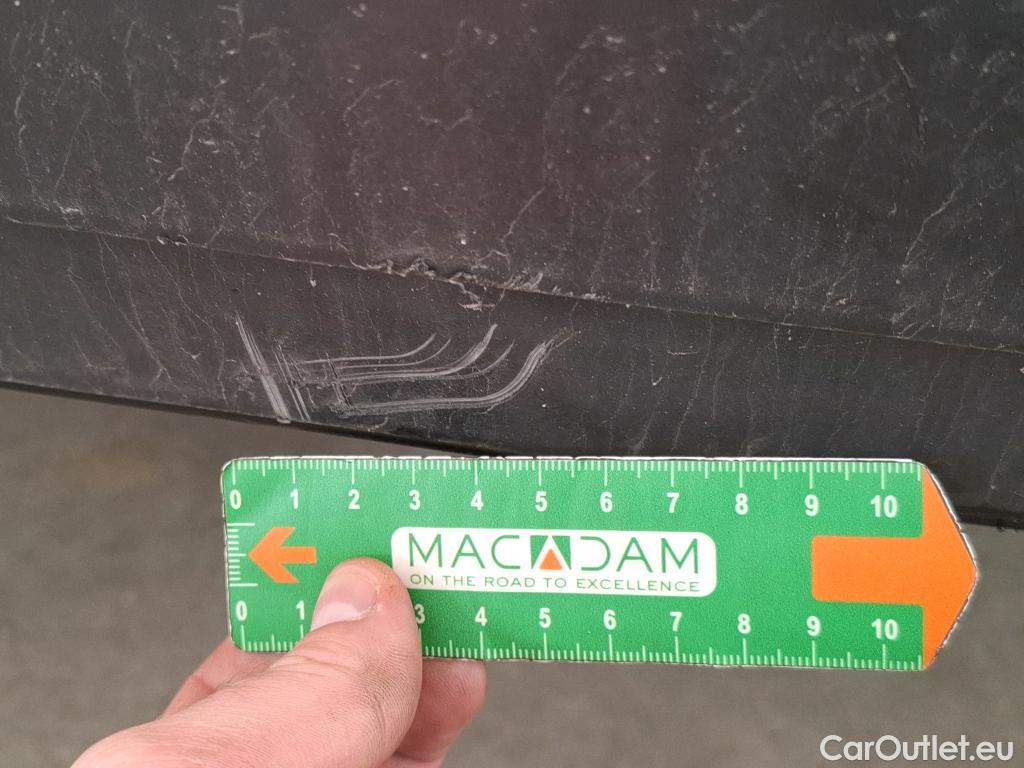 0 1 2 3 4 5 6 7 8 9 10
MACADAM
ON THE ROAD TO EXCELLENCE
0 1 3 4 5 6 7 8 9 10
CarOutlet.eu